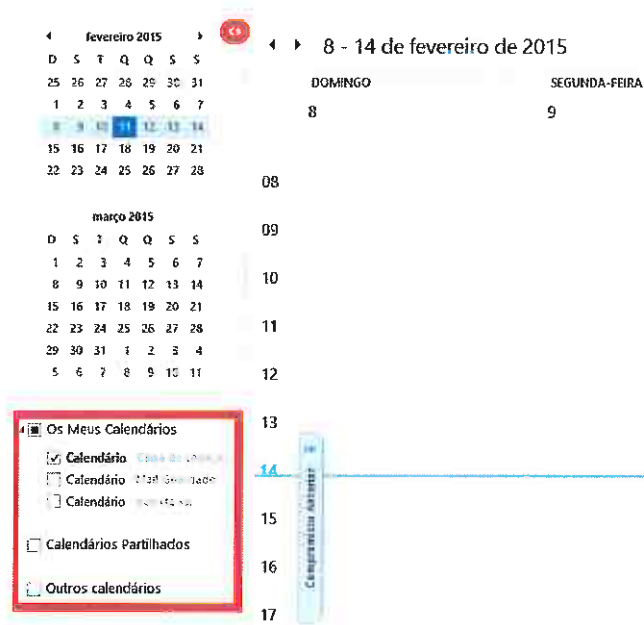 fevereiro 2015
D S T Q Q S S
25 26 27 28 29 30 31
1 2 3 4 5 6 7
8 9 10 11 12 13 14
15 16 17 18 19 20 21
22 23 24 25 26 27 28
março 2015
D S T Q Q S S
1 2 3 4 5 6 7
8 9 10 11 12 13 14
15 16 17 18 19 20 21
22 23 24 25 26 27 28
29 30 31 1 2 3 4
5 6 7 8 9 10 11
Os Meus Calendários
Calendário
Calendário
Calendário
Calendários Partilhados
Outros calendários
8 - 14 de fevereiro de 2015
DOMINGO SEGUNDA-FEIRA
8 9
08
09
10
11
12
13
14
15
16
17
Compromisso Anterior